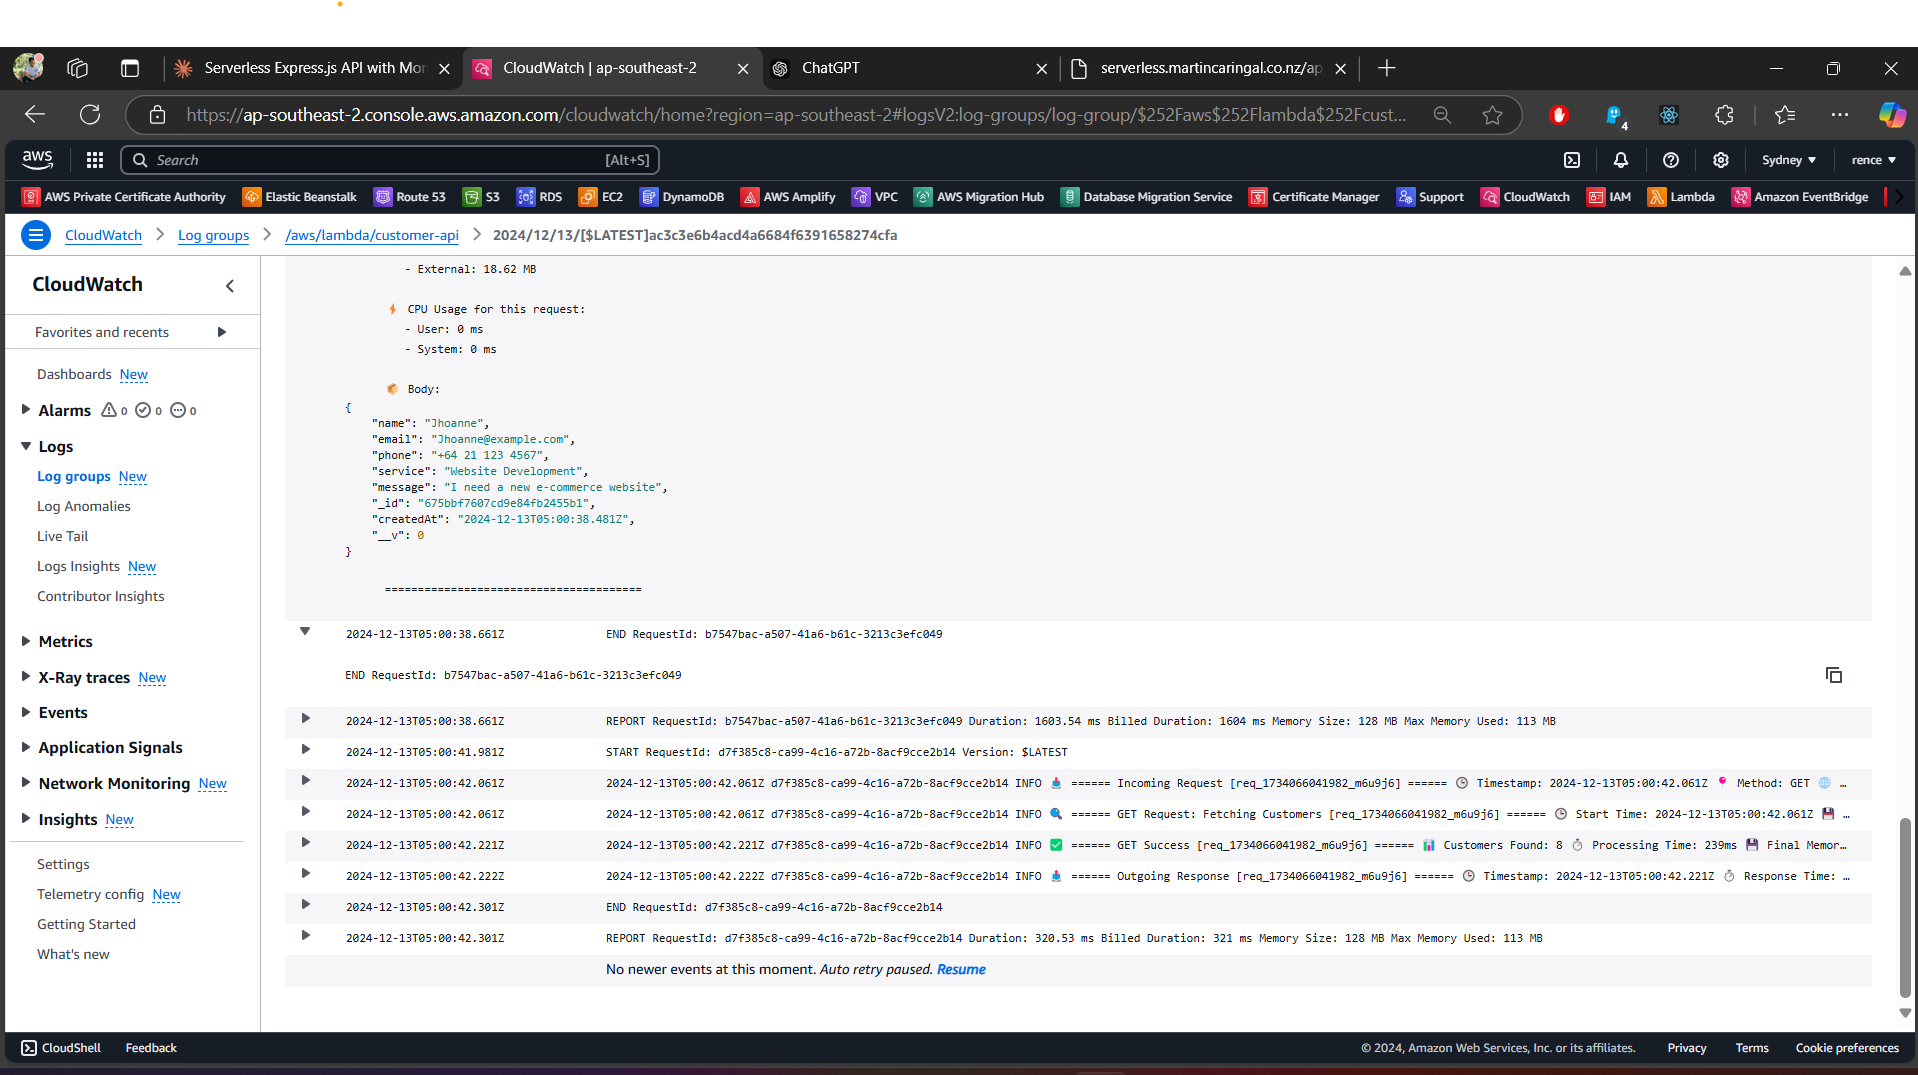 Serverless Express.js API with Mor
CloudWatch | ap-southeast-2
ChatGPT
serverless.martincaringal.co.nz/ap
https://ap-southeast-2.console.aws.amazon.com/cloudwatch/home?region=ap-southeast-2#logsV2:log-groups/log-group/$252Faws$252Flambda$252Fcust...
4
aws
Search
[Alt+S]
Sydney
rence
AWS Private Certificate Authority
Elastic Beanstalk
Route 53
S3
RDS
EC2
DynamoDB
AWS Amplify
VPC
AWS Migration Hub
Database Migration Service
Certificate Manager
Support
CloudWatch
IAM
Lambda
Amazon EventBridge
CloudWatch
Log groups
/aws/lambda/customer-api
2024/12/13/[$LATEST]ac3c3e6b4acd4a6684f6391658274cfa
CloudWatch
Favorites and recents
Dashboards New
Alarms 0 0 0
Logs
Log groups New
Log Anomalies
Live Tail
Logs Insights New
Contributor Insights
Metrics
X-Ray traces New
Events
Application Signals
Network Monitoring New
Insights New
Settings
Telemetry config New
Getting Started
What's new
- External: 18.62 MB
⚡ CPU Usage for this request:
- User: 0 ms
- System: 0 ms
📦 Body:
{
"name": "Jhoanne",
"email": "Jhoanne@example.com",
"phone": "+64 21 123 4567",
"service": "Website Development",
"message": "I need a new e-commerce website",
"_id": "675bbf7607cd9e84fb2455b1",
"createdAt": "2024-12-13T05:00:38.481Z",
"__v": 0
}
=======================================
2024-12-13T05:00:38.661Z END RequestId: b7547bac-a507-41a6-b61c-3213c3efc049
END RequestId: b7547bac-a507-41a6-b61c-3213c3efc049
2024-12-13T05:00:38.661Z REPORT RequestId: b7547bac-a507-41a6-b61c-3213c3efc049 Duration: 1603.54 ms Billed Duration: 1604 ms Memory Size: 128 MB Max Memory Used: 113 MB
2024-12-13T05:00:41.981Z START RequestId: d7f385c8-ca99-4c16-a72b-8acf9cce2b14 Version: $LATEST
2024-12-13T05:00:42.061Z 2024-12-13T05:00:42.061Z d7f385c8-ca99-4c16-a72b-8acf9cce2b14 INFO 📥 ====== Incoming Request [req_1734066041982_m6u9j6] ====== 🕒 Timestamp: 2024-12-13T05:00:42.061Z 📍 Method: GET 🌐 …
2024-12-13T05:00:42.061Z 2024-12-13T05:00:42.061Z d7f385c8-ca99-4c16-a72b-8acf9cce2b14 INFO 🔍 ====== GET Request: Fetching Customers [req_1734066041982_m6u9j6] ====== 🕒 Start Time: 2024-12-13T05:00:42.061Z 💾 …
2024-12-13T05:00:42.221Z 2024-12-13T05:00:42.221Z d7f385c8-ca99-4c16-a72b-8acf9cce2b14 INFO ✅ ====== GET Success [req_1734066041982_m6u9j6] ====== 📊 Customers Found: 8 ⏱ Processing Time: 239ms 💾 Final Memor…
2024-12-13T05:00:42.222Z 2024-12-13T05:00:42.222Z d7f385c8-ca99-4c16-a72b-8acf9cce2b14 INFO 📤 ====== Outgoing Response [req_1734066041982_m6u9j6] ====== 🕒 Timestamp: 2024-12-13T05:00:42.221Z ⏱ Response Time: …
2024-12-13T05:00:42.301Z END RequestId: d7f385c8-ca99-4c16-a72b-8acf9cce2b14
2024-12-13T05:00:42.301Z REPORT RequestId: d7f385c8-ca99-4c16-a72b-8acf9cce2b14 Duration: 320.53 ms Billed Duration: 321 ms Memory Size: 128 MB Max Memory Used: 113 MB
No newer events at this moment. Auto retry paused. Resume
CloudShell
Feedback
© 2024, Amazon Web Services, Inc. or its affiliates.
Privacy
Terms
Cookie preferences